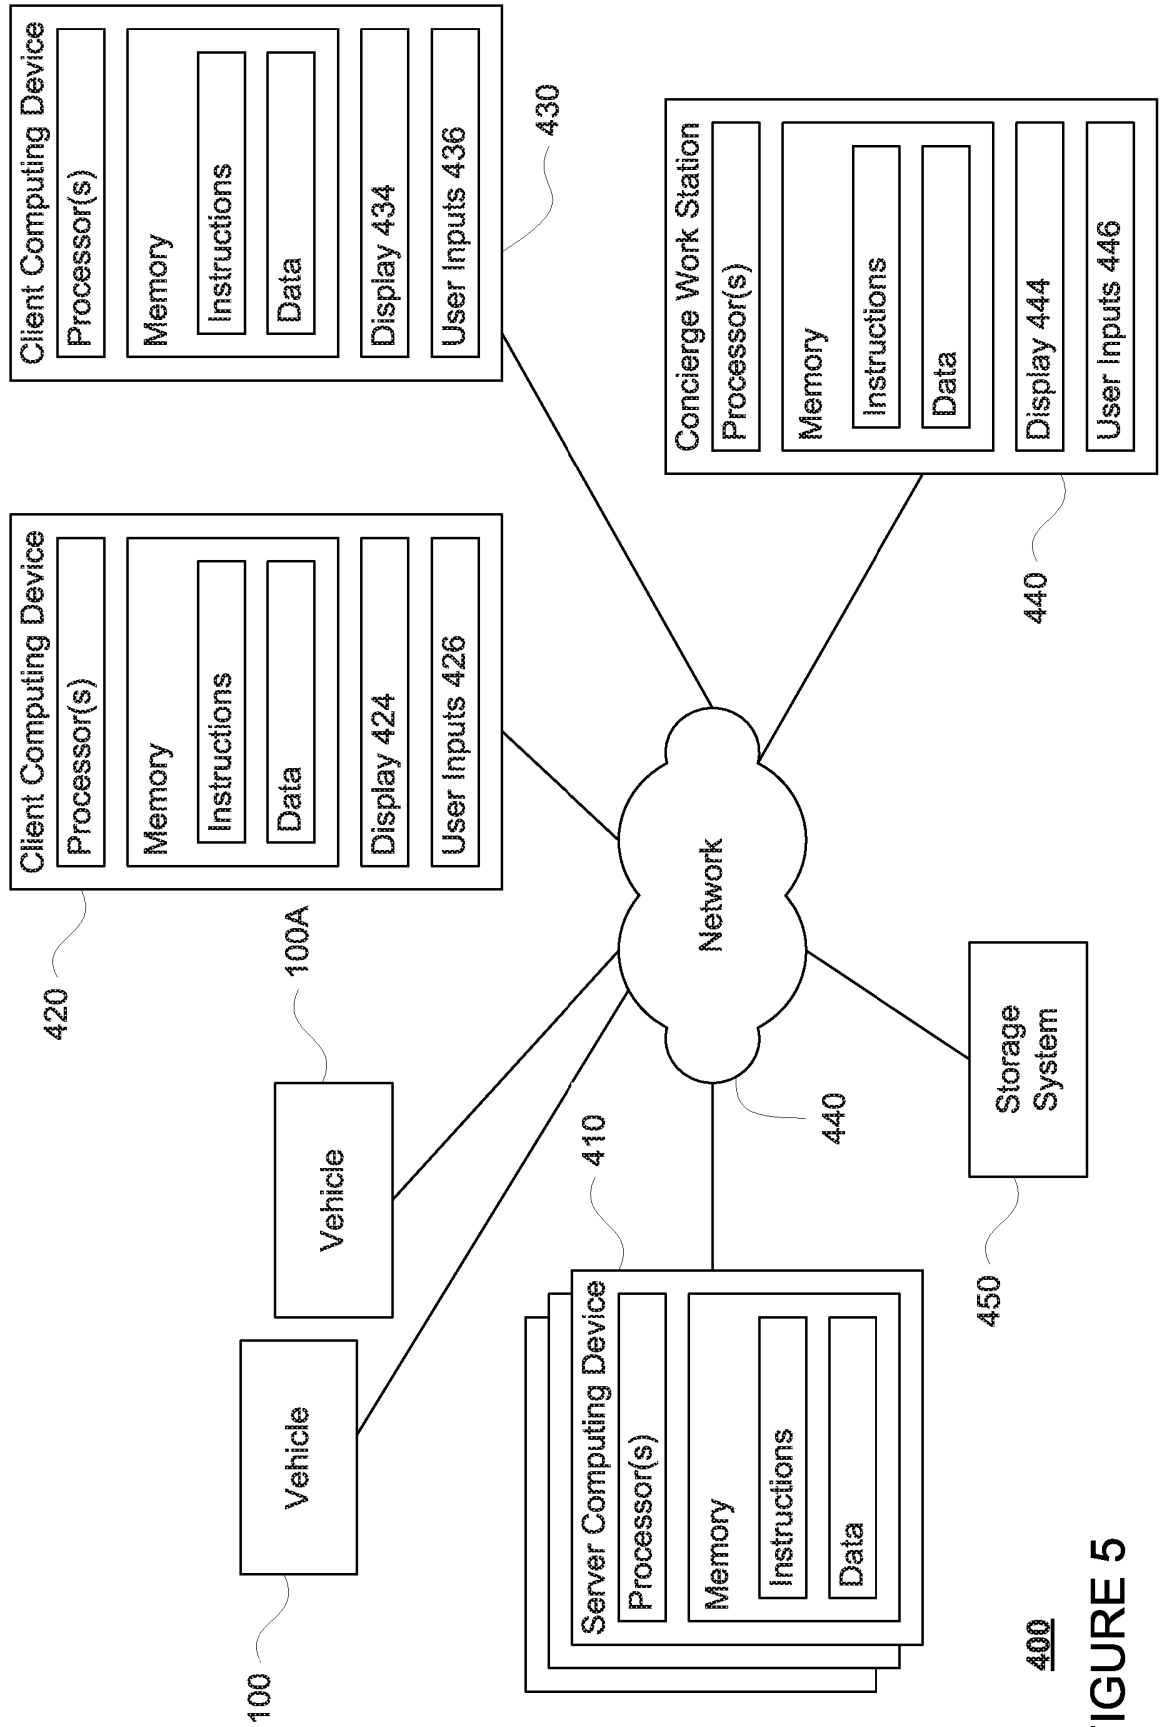 Vehicle
100
Vehicle
100A
Client Computing Device
Processor(s)
Memory
Instructions
Data
Display 424
User Inputs 426
420
Client Computing Device
Processor(s)
Memory
Instructions
Data
Display 434
User Inputs 436
430
Server Computing Device
Processor(s)
Memory
Instructions
Data
410
Network
440
Concierge Work Station
Processor(s)
Memory
Instructions
Data
Display 444
User Inputs 446
440
Storage
System
450
400
IGURE 5